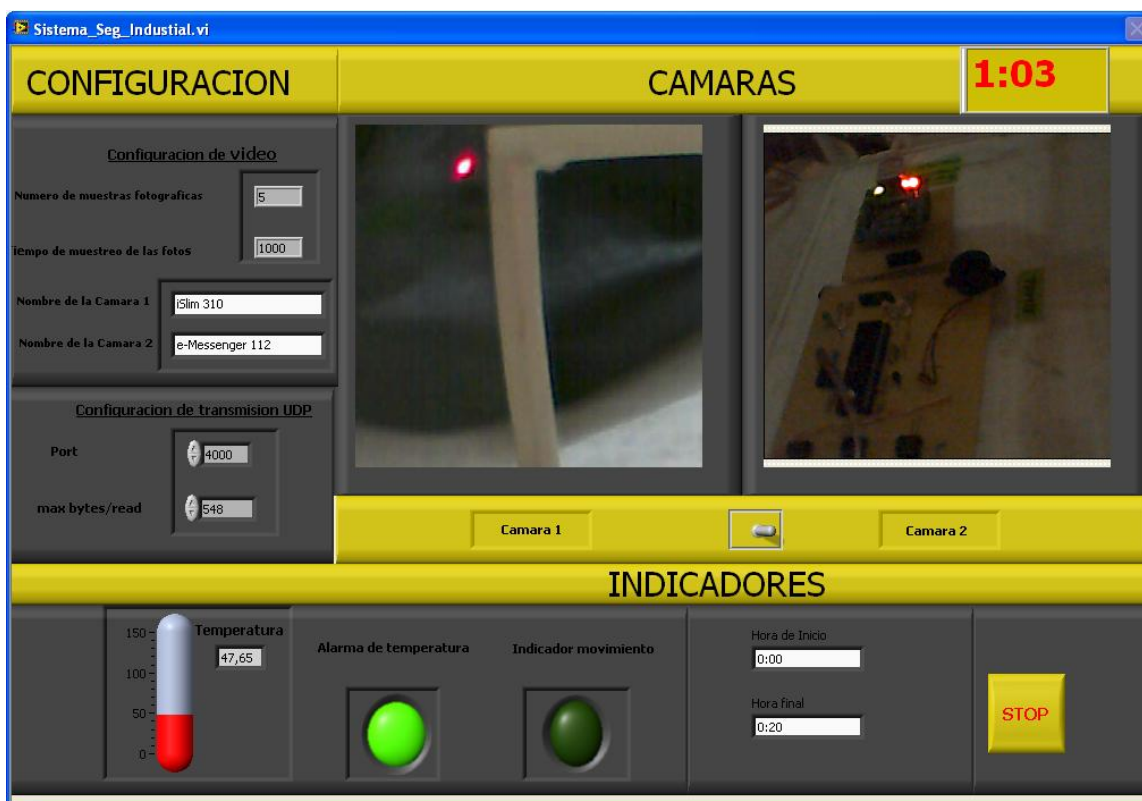 Sistema_Seg_Industial.vi
CONFIGURACION
CAMARAS
1:03
Configuracion de video
Numero de muestras fotograficas
5
Tiempo de muestreo de las fotos
1000
Nombre de la Camara 1
iSlim 310
Nombre de la Camara 2
e-Messenger 112
Configuracion de transmision UDP
Port
4000
max bytes/read
548
Camara 1
Camara 2
INDICADORES
150
100
50
0
Temperatura
47,65
Alarma de temperatura
Indicador movimiento
Hora de Inicio
0:00
Hora final
0:20
STOP